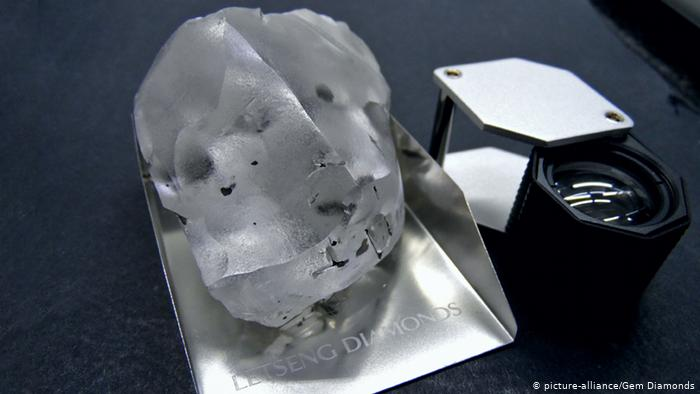 LETSENG DIAMONDS
© picture-alliance/Gem Diamonds